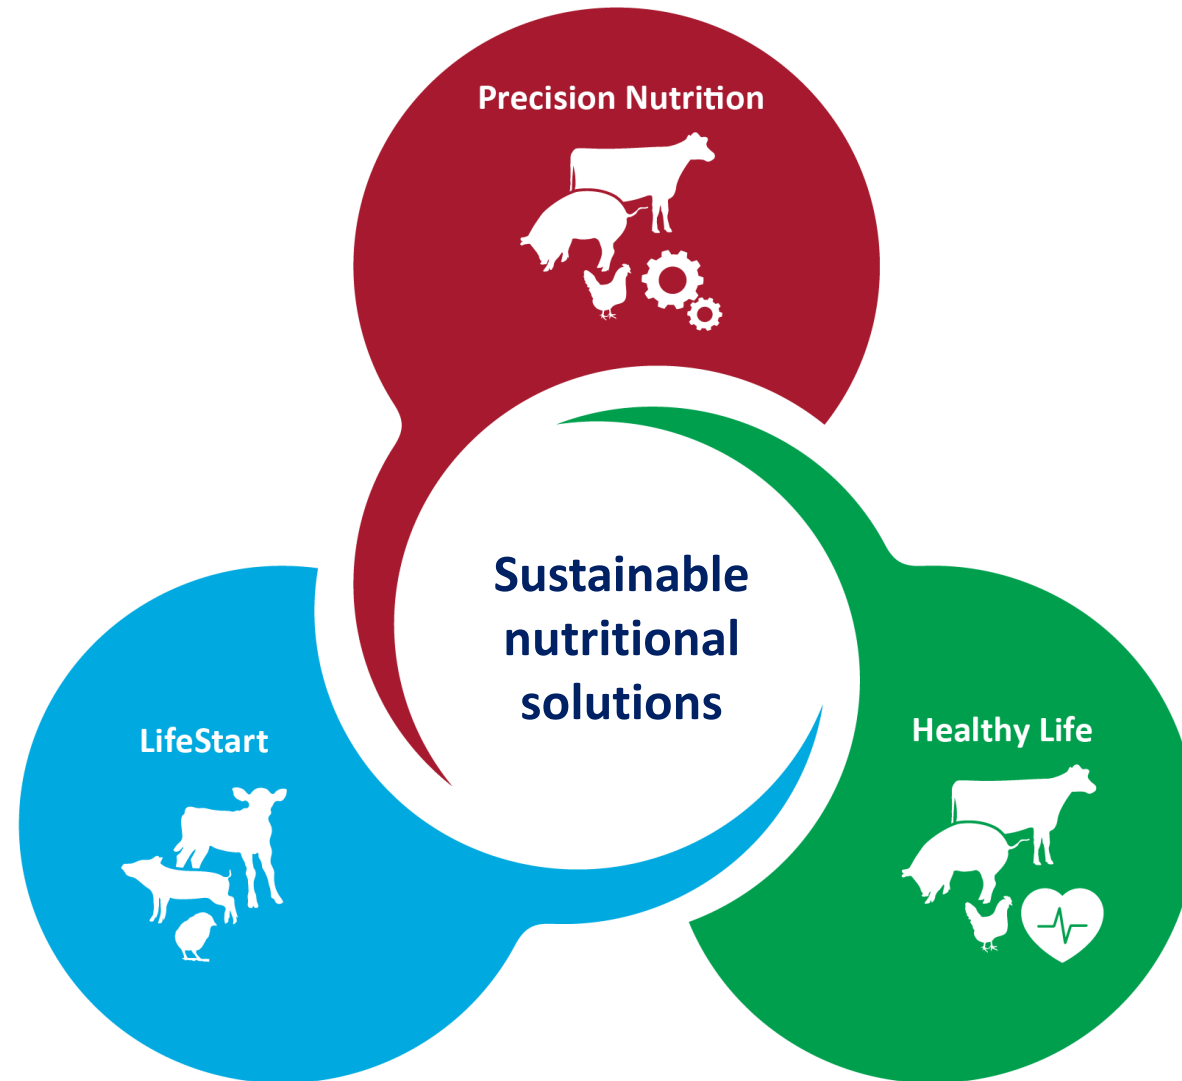 Precision Nutrition
Sustainable
nutritional
solutions
LifeStart
Healthy Life